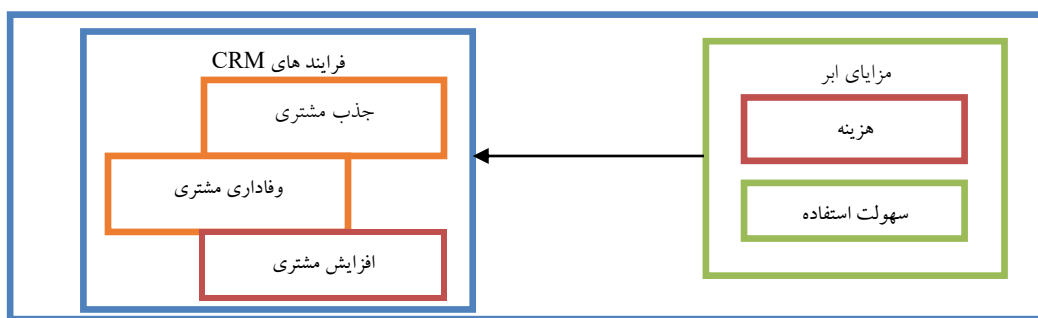 مزایای ابر
هزینه
سهولت استفاده
فرایند های CRM
جذب مشتری
وفاداری مشتری
افزایش مشتری